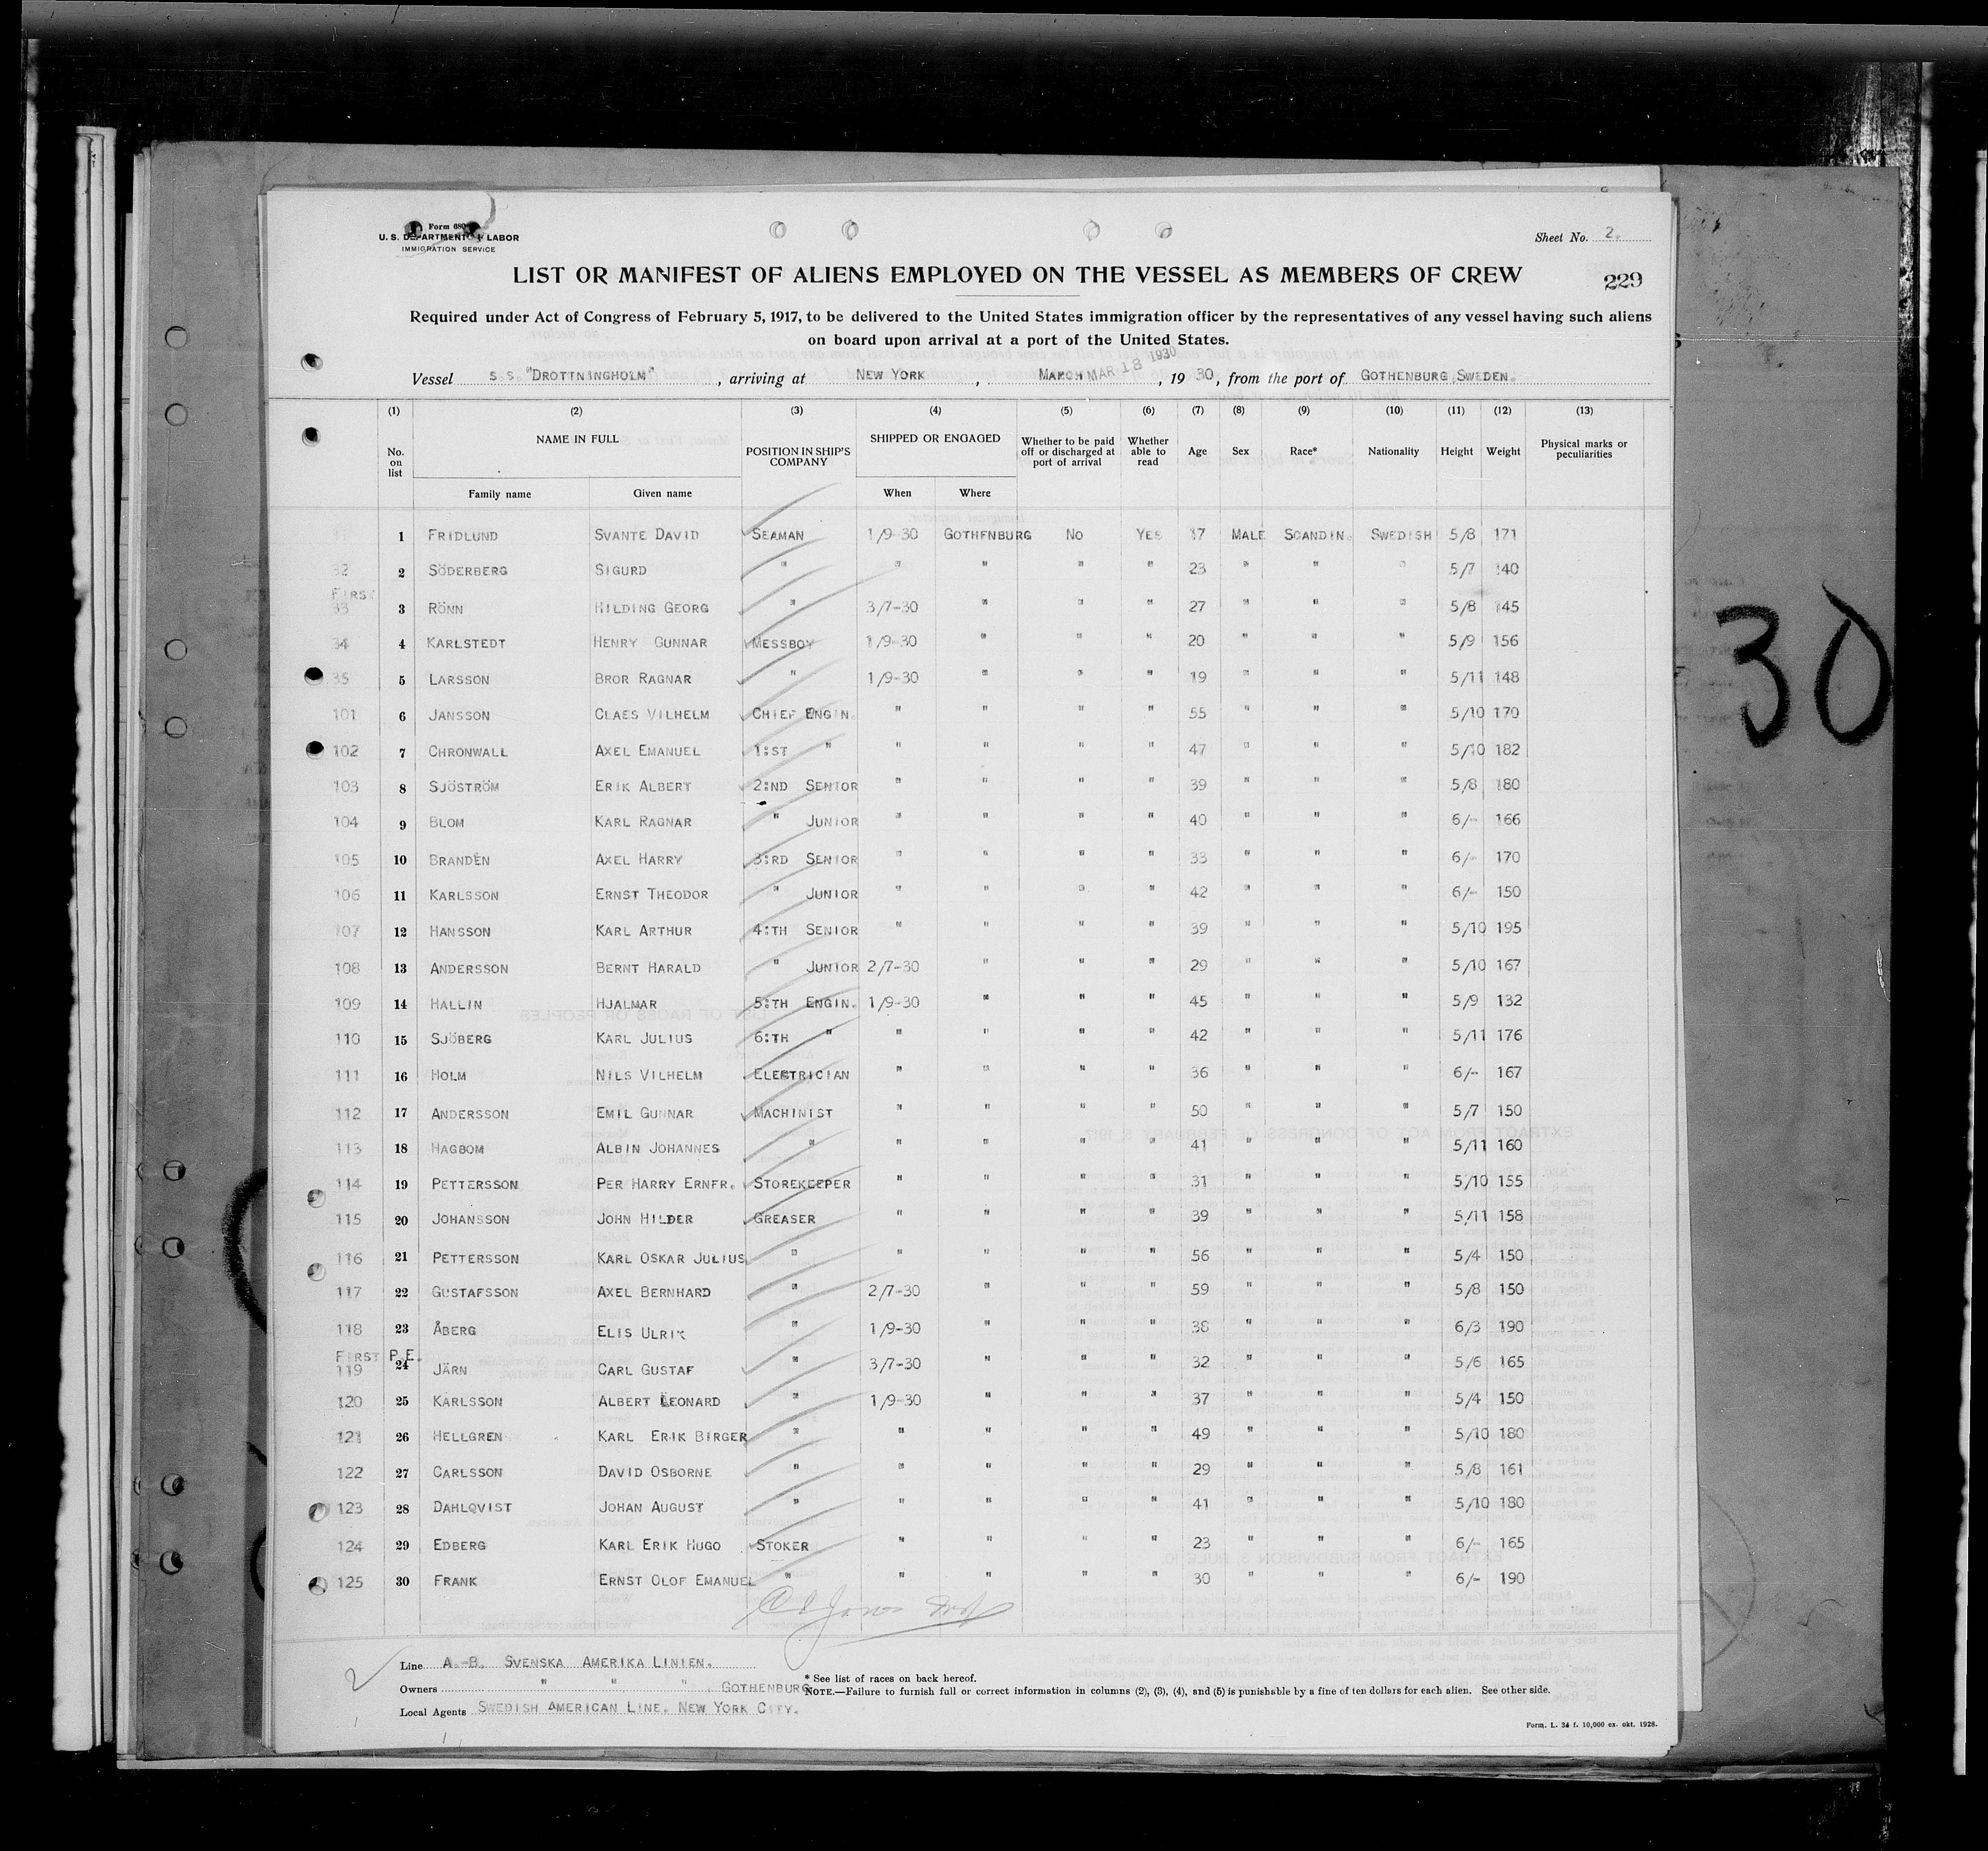 Form 680
U. S. DEPARTMENT OF LABOR
IMMIGRATION SERVICE
Sheet No. 2.
LIST OR MANIFEST OF ALIENS EMPLOYED ON THE VESSEL AS MEMBERS OF CREW
229
Required under Act of Congress of February 5, 1917, to be delivered to the United States immigration officer by the representatives of any vessel having such aliens
on board upon arrival at a port of the United States.
Vessel S S "DROTTNINGHOLM", arriving at NEW YORK, MARCH MAR 18 1930, 19 30, from the port of GOTHENBURG, SWEDEN.
(1) (2) (3) (4) (5) (6) (7) (8) (9) (10) (11) (12) (13)
No. on list NAME IN FULL Family name Given name POSITION IN SHIP'S COMPANY SHIPPED OR ENGAGED When Where Whether to be paid off or discharged at port of arrival Whether able to read Age Sex Race* Nationality Height Weight Physical marks or peculiarities
1 FRIDLUND SVANTE DAVID SEAMAN 1/9-30 GOTHENBURG NO YES 17 MALE SCANDIN. SWEDISH 5/8 171
32 2 SÖDERBERG SIGURD " " " " " 23 " " " 5/7 140
FIRST
33 3 RÖNN HILDING GEORG " 3/7-30 " " " 27 " " " 5/8 145
34 4 KARLSTEDT HENRY GUNNAR MESSBOY 1/9-30 " " " 20 " " " 5/9 156
35 5 LARSSON BROR RAGNAR " 1/9-30 " " " 19 " " " 5/11 148
101 6 JANSSON CLAES VILHELM CHIEF ENGIN. " " " " 55 " " " 5/10 170
102 7 CHRONWALL AXEL EMANUEL 1:ST " " " " " 47 " " " 5/10 182
103 8 SJÖSTRÖM ERIK ALBERT 2:ND SENIOR " " " " 39 " " " 5/8 180
104 9 BLOM KARL RAGNAR " JUNIOR " " " " 40 " " " 6/- 166
105 10 BRANDÉN AXEL HARRY 3:RD SENIOR " " " " 33 " " " 6/- 170
106 11 KARLSSON ERNST THEODOR " JUNIOR " " " " 42 " " " 6/- 150
107 12 HANSSON KARL ARTHUR 4:TH SENIOR " " " " 39 " " " 5/10 195
108 13 ANDERSSON BERNT HARALD " JUNIOR 2/7-30 " " " 29 " " " 5/10 167
109 14 HALLIN HJALMAR 5:TH ENGIN. 1/9-30 " " " 45 " " " 5/9 132
110 15 SJÖBERG KARL JULIUS 6:TH " " " " " 42 " " " 5/11 176
111 16 HOLM NILS VILHELM ELECTRICIAN " " " " 36 " " " 6/- 167
112 17 ANDERSSON EMIL GUNNAR MACHINIST " " " " 50 " " " 5/7 150
113 18 HAGBOM ALBIN JOHANNES " " " " " 41 " " " 5/11 160
114 19 PETTERSSON PER HARRY ERNFR. STOREKEEPER " " " " 31 " " " 5/10 155
115 20 JOHANSSON JOHN HILDER GREASER " " " " 39 " " " 5/11 158
116 21 PETTERSSON KARL OSKAR JULIUS " " " " " 56 " " " 5/4 150
117 22 GUSTAFSSON AXEL BERNHARD " 2/7-30 " " " 59 " " " 5/8 150
118 23 ÅBERG ELIS ULRIK " 1/9-30 " " " 38 " " " 6/3 190
FIRST P.E.
119 24 JÄRN CARL GUSTAF " 3/7-30 " " " 32 " " " 5/6 165
120 25 KARLSSON ALBERT LEONARD " 1/9-30 " " " 37 " " " 5/4 150
121 26 HELLGREN KARL ERIK BIRGER " " " " " 49 " " " 5/10 180
122 27 CARLSSON DAVID OSBORNE " " " " " 29 " " " 5/8 161
123 28 DAHLQVIST JOHAN AUGUST " " " " " 41 " " " 5/10 180
124 29 EDBERG KARL ERIK HUGO STOKER " " " " 23 " " " 6/- 165
125 30 FRANK ERNST OLOF EMANUEL " " " " " 30 " " " 6/- 190
Line A.-B. SVENSKA AMERIKA LINIEN.
Owners " " " , GOTHENBURG
Local Agents SWEDISH AMERICAN LINE. NEW YORK CITY.
* See list of races on back hereof.
NOTE.—Failure to furnish full or correct information in columns (2), (3), (4), and (5) is punishable by a fine of ten dollars for each alien. See other side.
Form. L. 34 f. 10,000 ex. okt. 1928.
30